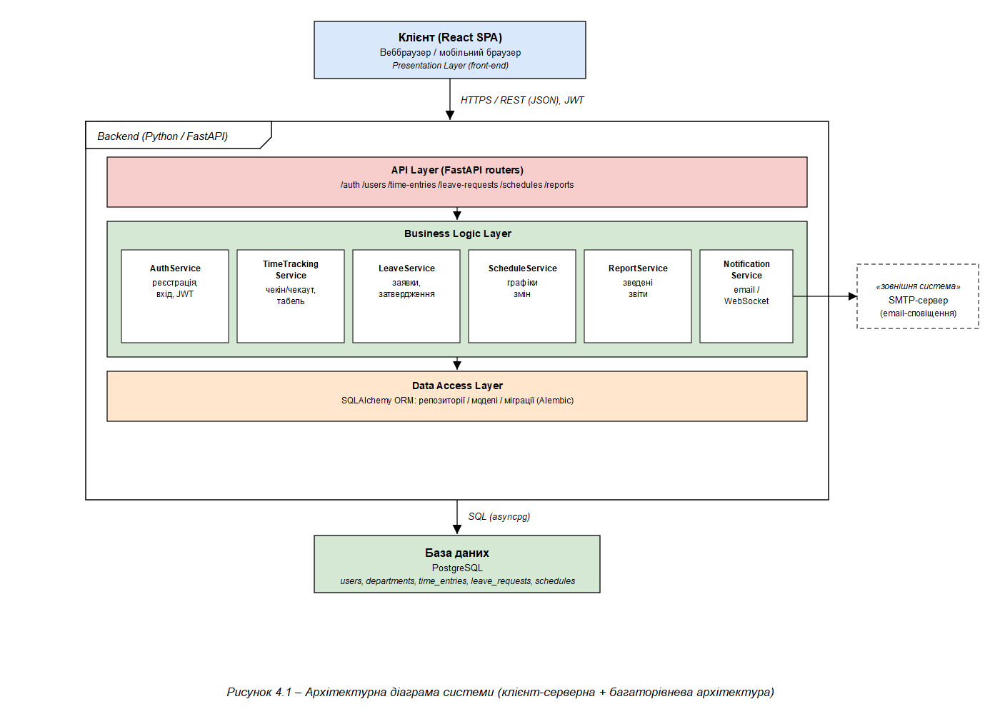 Клієнт (React SPA)
Веббраузер / мобільний браузер
Presentation Layer (front-end)
HTTPS / REST (JSON), JWT
Backend (Python / FastAPI)
API Layer (FastAPI routers)
/auth /users /time-entries /leave-requests /schedules /reports
Business Logic Layer
AuthService
реєстрація,
вхід, JWT
TimeTracking
Service
чекін/чекаут,
табель
LeaveService
заявки,
затвердження
ScheduleService
графіки
змін
ReportService
зведені
звіти
Notification
Service
email /
WebSocket
«зовнішня система»
SMTP-сервер
(email-сповіщення)
Data Access Layer
SQLAlchemy ORM: репозиторії / моделі / міграції (Alembic)
SQL (asyncpg)
База даних
PostgreSQL
users, departments, time_entries, leave_requests, schedules
Рисунок 4.1 – Архітектурна діаграма системи (клієнт-серверна + багаторівнева архітектура)